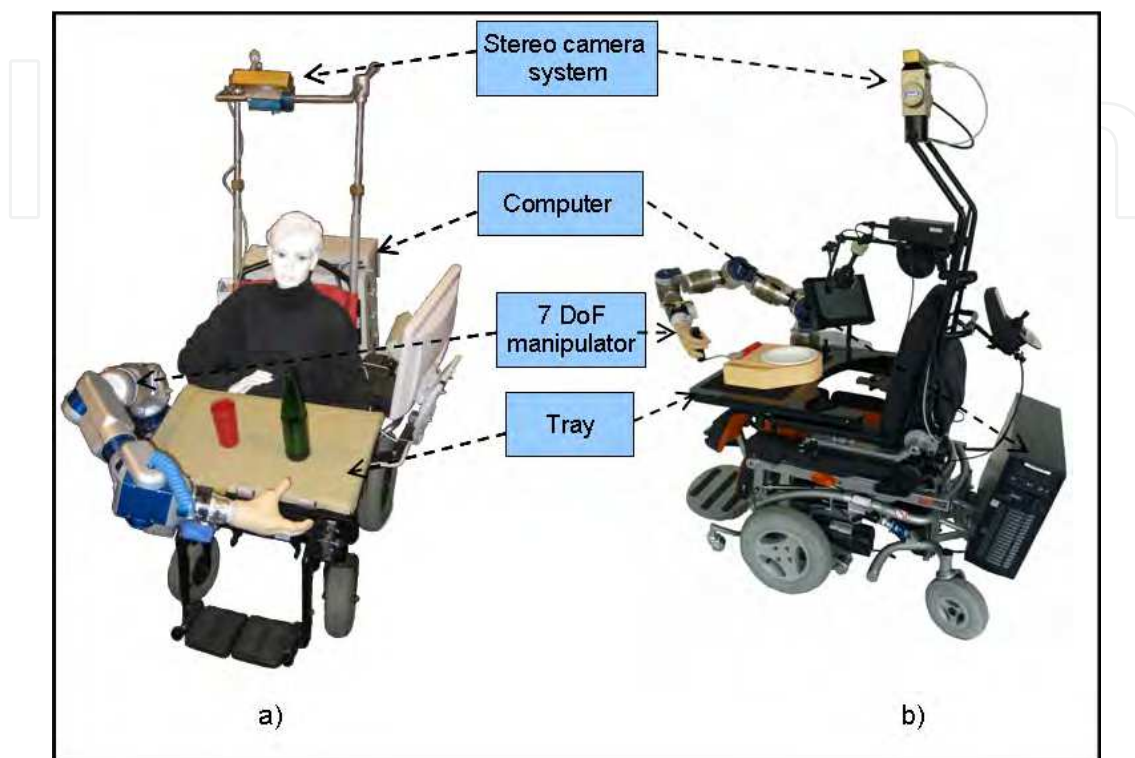 Stereo camera
system
Computer
7 DoF
manipulator
Tray
a)
b)